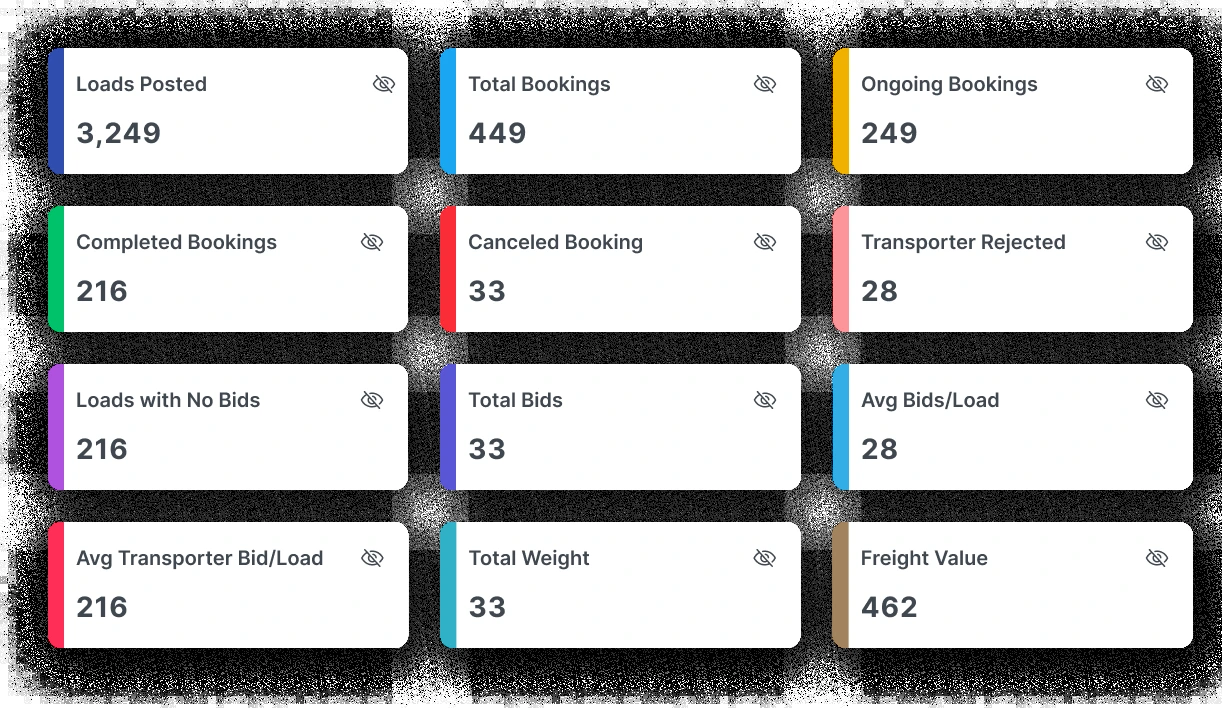 Loads Posted
3,249
Total Bookings
449
Ongoing Bookings
249
Completed Bookings
216
Canceled Booking
33
Transporter Rejected
28
Loads with No Bids
216
Total Bids
33
Avg Bids/Load
28
Avg Transporter Bid/Load
216
Total Weight
33
Freight Value
462